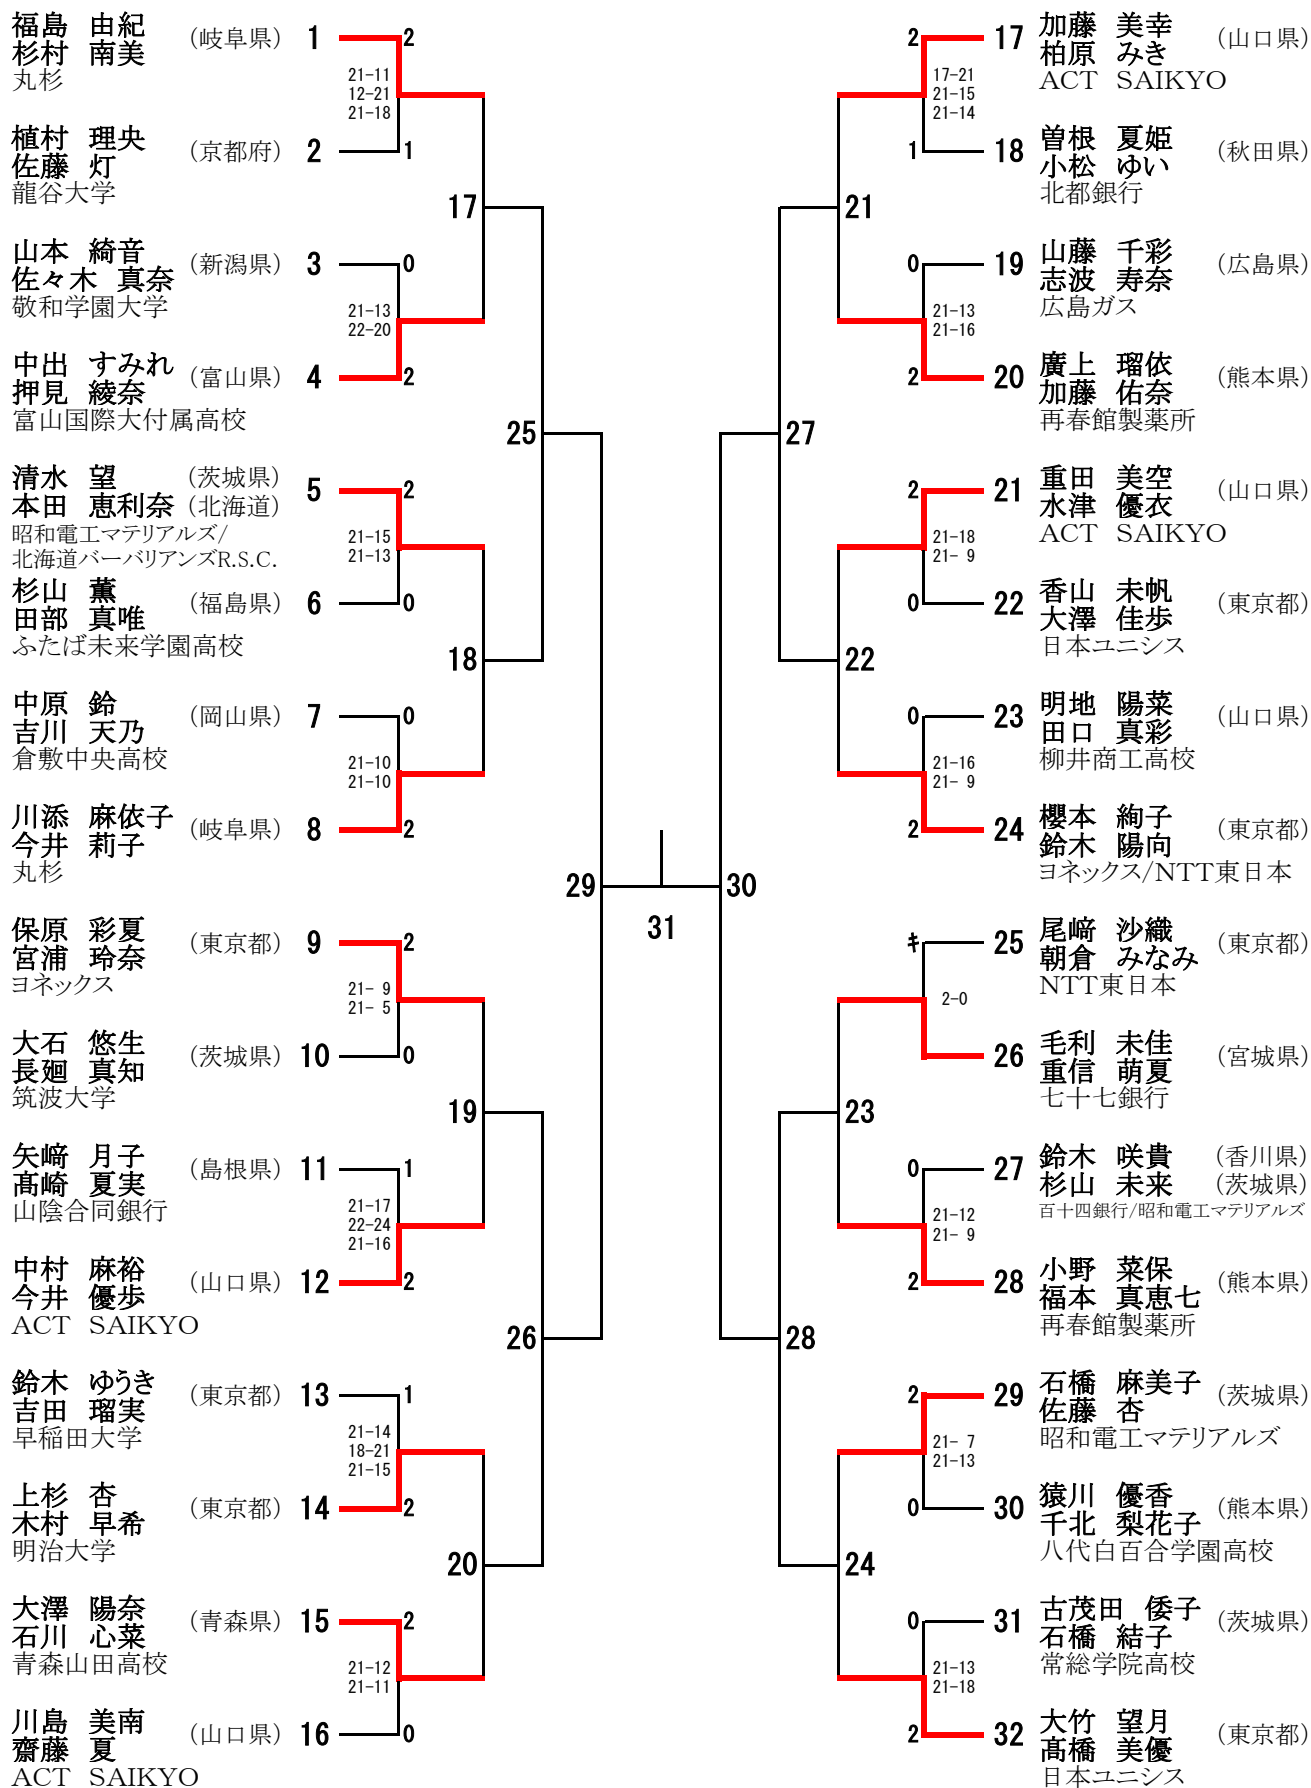 福島 由紀
杉村 南美
(岐阜県) 1 2
丸杉
21-11
12-21
21-18
植村 理央
佐藤 灯
(京都府) 2 1
龍谷大学
17
山本 綺音
佐々木 真奈
(新潟県) 3 0
敬和学園大学
21-13
22-20
中出 すみれ
押見 綾奈
(富山県) 4 2
富山国際大付属高校
25
清水 望 (茨城県)
本田 恵利奈 (北海道)
5 2
昭和電工マテリアルズ/
北海道バーバリアンズR.S.C.
21-15
21-13
杉山 薫
田部 真唯
(福島県) 6 0
ふたば未来学園高校
18
中原 鈴
吉川 天乃
(岡山県) 7 0
倉敷中央高校
21-10
21-10
川添 麻依子
今井 莉子
(岐阜県) 8 2
丸杉
29
保原 彩夏
宮浦 玲奈
(東京都) 9 2
ヨネックス
21- 9
21- 5
大石 悠生
長廻 真知
(茨城県) 10 0
筑波大学
19
矢﨑 月子
髙崎 夏実
(島根県) 11 1
山陰合同銀行
21-17
22-24
21-16
中村 麻裕
今井 優歩
(山口県) 12 2
ACT SAIKYO
26
鈴木 ゆうき
吉田 瑠実
(東京都) 13 1
早稲田大学
21-14
18-21
21-15
上杉 杏
木村 早希
(東京都) 14 2
明治大学
20
大澤 陽奈
石川 心菜
(青森県) 15 2
青森山田高校
21-12
21-11
川島 美南
齋藤 夏
(山口県) 16 0
ACT SAIKYO
31
2 17 加藤 美幸
柏原 みき
(山口県)
ACT SAIKYO
17-21
21-15
21-14
1 18 曽根 夏姫
小松 ゆい
(秋田県)
北都銀行
21
0 19 山藤 千彩
志波 寿奈
(広島県)
広島ガス
21-13
21-16
2 20 廣上 瑠依
加藤 佑奈
(熊本県)
再春館製薬所
27
2 21 重田 美空
水津 優衣
(山口県)
ACT SAIKYO
21-18
21- 9
0 22 香山 未帆
大澤 佳歩
(東京都)
日本ユニシス
22
0 23 明地 陽菜
田口 真彩
(山口県)
柳井商工高校
21-16
21- 9
2 24 櫻本 絢子
鈴木 陽向
(東京都)
ヨネックス/NTT東日本
30
キ 25 尾﨑 沙織
朝倉 みなみ
(東京都)
NTT東日本
2-0
26 毛利 未佳
重信 萌夏
(宮城県)
七十七銀行
23
0 27 鈴木 咲貴 (香川県)
杉山 未来 (茨城県)
百十四銀行/昭和電工マテリアルズ
21-12
21- 9
2 28 小野 菜保
福本 真恵七
(熊本県)
再春館製薬所
28
2 29 石橋 麻美子
佐藤 杏
(茨城県)
昭和電工マテリアルズ
21- 7
21-13
0 30 猿川 優香
千北 梨花子
(熊本県)
八代白百合学園高校
24
0 31 古茂田 倭子
石橋 結子
(茨城県)
常総学院高校
21-13
21-18
2 32 大竹 望月
髙橋 美優
(東京都)
日本ユニシス